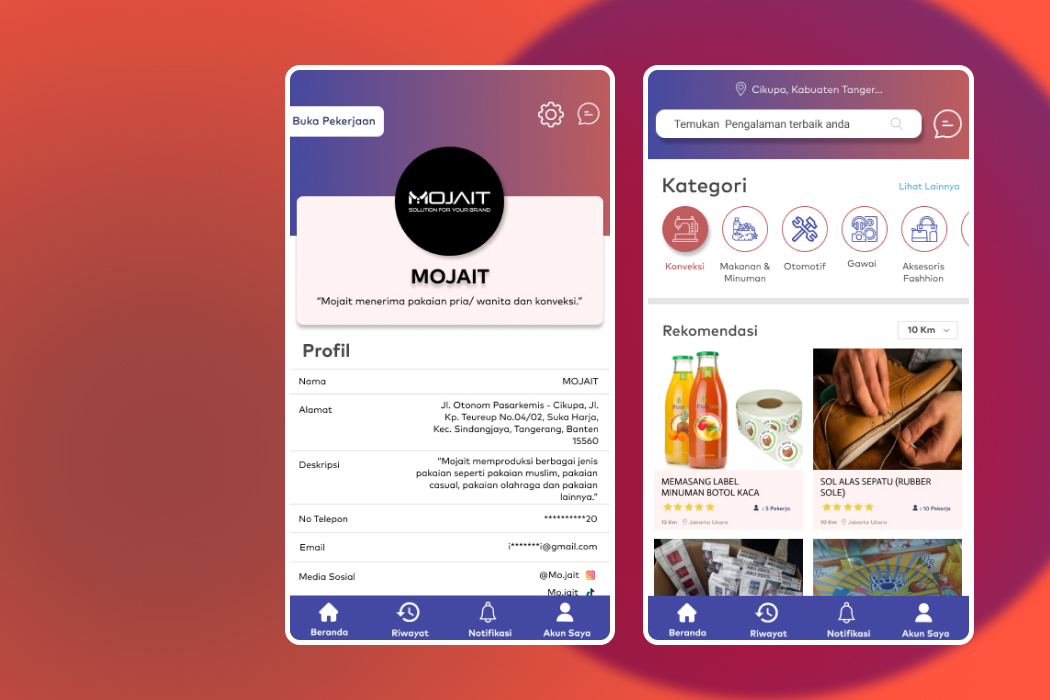 Buka Pekerjaan
MOJAIT
SOLUTION FOR YOUR BRAND
MOJAIT
“Mojait menerima pakaian pria/ wanita dan konveksi.”
Profil
Nama
MOJAIT
Alamat
Jl. Otonom Pasarkemis - Cikupa, Jl.
Kp. Teureup No.04/02, Suka Harja,
Kec. Sindangjaya, Tangerang, Banten
15560
Deskripsi
“Mojait memproduksi berbagai jenis
pakaian seperti pakaian muslim, pakaian
casual, pakaian olahraga dan pakaian
lainnya.”
No Telepon
**********20
Email
i*******i@gmail.com
Media Sosial
@Mo.jait
Mo.jait
Beranda
Riwayat
Notifikasi
Akun Saya
Cikupa, Kabuaten Tanger...
Temukan Pengalaman terbaik anda
Kategori
Lihat Lainnya
Konveksi
Makanan &
Minuman
Otomotif
Gawai
Aksesoris
Fashhion
Rekomendasi
10 Km
MEMASANG LABEL
MINUMAN BOTOL KACA
: 5 Pekerja
10 Km
Jakarta Utara
SOL ALAS SEPATU (RUBBER
SOLE)
: 10 Pekerja
10 Km
Jakarta Utara
Beranda
Riwayat
Notifikasi
Akun Saya